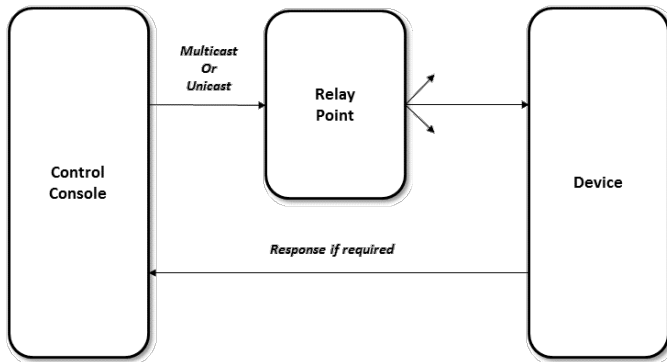 Multicast
Or
Unicast
Relay
Point
Control
Console
Device
Response if required